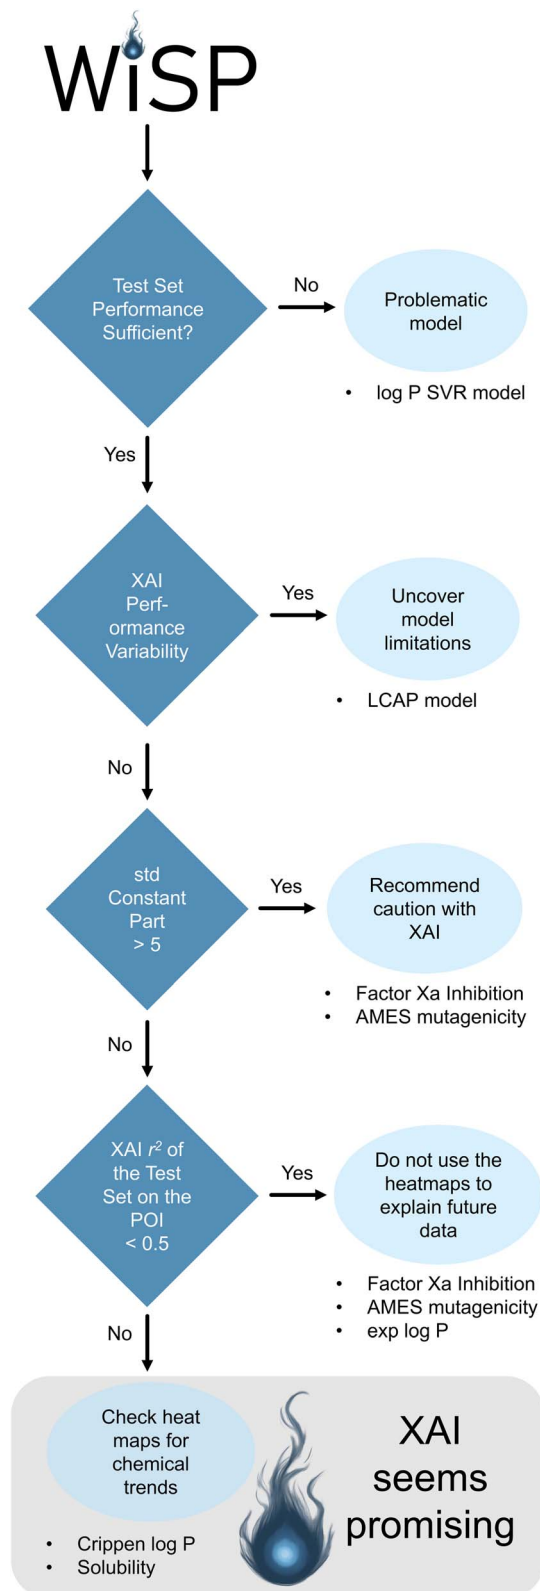 WiSP
Test Set
Performance
Sufficient?
No
Problematic
model
• log P SVR model
Yes
XAI
Perf-
ormance
Variability
Yes
Uncover
model
limitations
• LCAP model
No
std
Constant
Part
> 5
Yes
Recommend
caution with
XAI
• Factor Xa Inhibition
• AMES mutagenicity
No
XAI r² of
the Test
Set on the
POI
< 0.5
Yes
Do not use the
heatmaps to
explain future
data
• Factor Xa Inhibition
• AMES mutagenicity
• exp log P
No
Check heat
maps for
chemical
trends
• Crippen log P
• Solubility
XAI
seems
promising